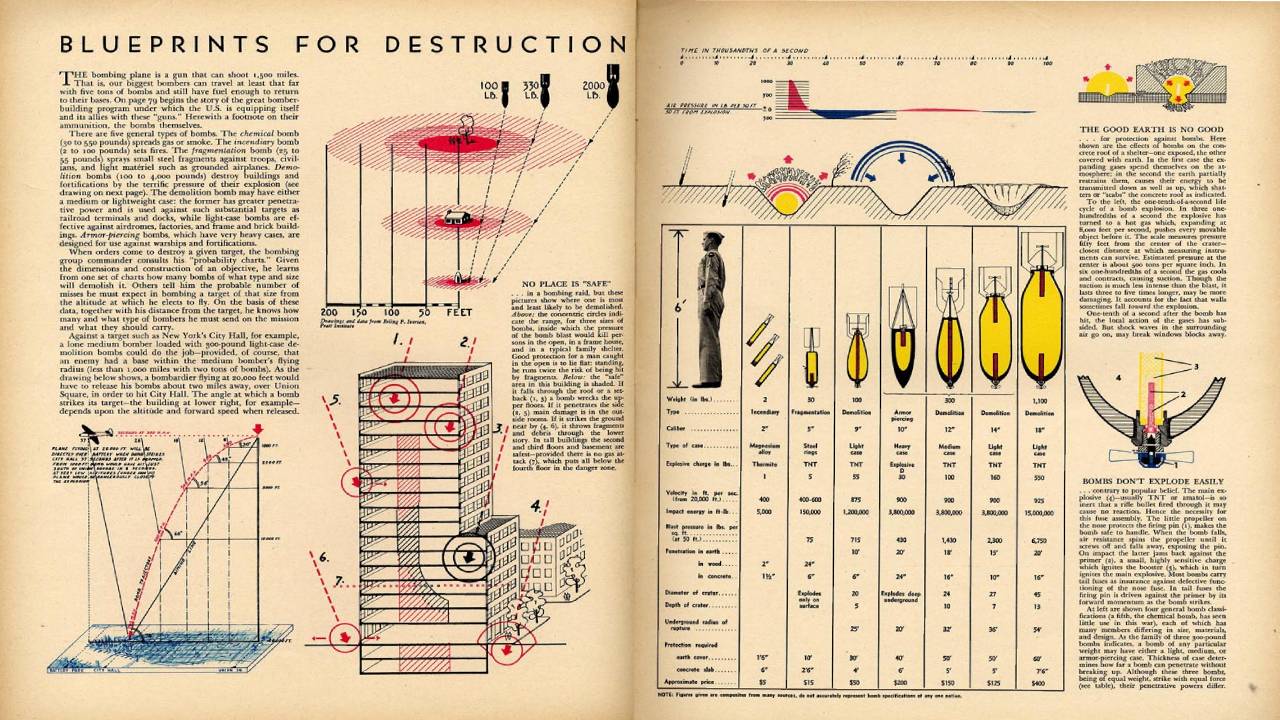 BLUEPRINTS FOR DESTRUCTION
THE bombing plane is a gun that can shoot 1,500 miles.
That is, our biggest bombers can travel at least that far
with five tons of bombs and still have fuel enough to return
to their bases. On page 79 begins the story of the great bomber-
building program under which the U.S. is equipping itself
and its allies with these "guns." Herewith a footnote on their
ammunition, the bombs themselves.
There are five general types of bombs. The chemical bomb
(30 to 550 pounds) spreads gas or smoke. The incendiary bomb
(2 to 100 pounds) sets fires. The fragmentation bomb (25 to
55 pounds) sprays small steel fragments against troops, civil-
ians, and light matériel such as grounded airplanes. Demo-
lition bombs (100 to 4,000 pounds) destroy buildings and
fortifications by the terrific pressure of their explosion (see
drawing on next page). The demolition bomb may have either
a medium or lightweight case: the former has greater penetra-
tive power and is used against such substantial targets as
railroad terminals and docks, while light-case bombs are ef-
fective against airdromes, factories, and frame and brick build-
ings. Armor-piercing bombs, which have very heavy cases, are
designed for use against warships and fortifications.
When orders come to destroy a given target, the bombing
group commander consults his "probability charts." Given
the dimensions and construction of an objective, he learns
from one set of charts how many bombs of what type and size
will demolish it. Others tell him the probable number of
misses he must expect in bombing a target of that size from
the altitude at which he elects to fly. On the basis of these
data, together with his distance from the target, he knows how
many and what type of bombers he must send on the mission
and what they should carry.
Against a target such as New York's City Hall, for example,
a lone medium bomber loaded with 500-pound light-case de-
molition bombs could do the job—provided, of course, that
an enemy had a base within the medium bomber's flying
radius (less than 1,000 miles with two tons of bombs). As the
drawing below shows, a bombardier flying at 20,000 feet would
have to release his bombs about two miles away, over Union
Square, in order to hit City Hall. The angle at which a bomb
strikes its target—the building at lower right, for example—
depends upon the altitude and forward speed when released.
BATTERY PARK CITY HALL UNION SQ.
100 LB.
330 LB.
2000 LB.
200 150 100 50 FEET
Drawings and data from
Pratt Institute
NO PLACE IS "SAFE"
. . . in a bombing raid, but these
pictures show where one is most
and least likely to be demolished.
Above: the concentric circles indi-
cate the range, for three sizes of
bombs, inside which the pressure
of the bomb blast would kill per-
sons in the open, in a frame house,
and in a typical family shelter.
Good protection for a man caught
in the open is to lie flat: standing,
he runs twice the risk of being hit
by fragments. Below: the "safe"
area in this building is shaded. If
it falls through the roof or a set-
back (1, 3) a bomb wrecks the up-
per floors. If it penetrates the side
(2, 5) main damage is in the out-
side rooms. If it strikes the ground
near by (4, 6), it throws fragments
and debris through the lower
story. In tall buildings the second
and third floors and basement are
safest—provided there is no gas at-
tack (7), which puts all below the
fourth floor in the danger zone.
1. 2.
5.
3.
4.
6.
7.
TIME IN THOUSANDTHS OF A SECOND
0 10 20 30 40 50 60 70 80 90 100
1000
500
0
500
AIR PRESSURE IN LB PER SQ FT
50 FT FROM EXPLOSION
6'
Weight (in lbs.) 2 30 100 300 1,100
Type Incendiary Fragmentation Demolition Armor piercing Demolition Demolition Demolition
Caliber 2" 5" 9" 10" 12" 14" 18"
Type of case Magnesium alloy Steel rings Light case Heavy case Medium case Light case Light case
Explosive charge in lbs. Thermite 1 TNT 5 TNT 55 Explosive D 30 TNT 100 TNT 160 TNT 550
Velocity in ft. per sec. (from 20,000 ft.) 400 400-600 875 900 900 900 925
Impact energy in ft-lb. 5,000 150,000 1,200,000 3,800,000 3,800,000 3,800,000 15,000,000
Blast pressure in lbs. per sq. ft. (at 50 ft.) 75 715 430 1,430 2,300 6,750
Penetration in earth 10' 20' 18' 15' 20'
in wood 2" 24"
in concrete 1½" 6" 6" 24" 16" 10" 16"
Diameter of crater Explodes only on surface 20 Explodes deep underground 24 27 45
Depth of crater 5 10 7 13
Underground radius of rupture 25' 20' 32' 36' 54'
Protection required
earth cover 1'6" 10' 30' 40' 50' 50' 60'
concrete slab 6" 2'6" 4' 6' 5' 5' 7'6"
Approximate price $5 $15 $50 $200 $150 $125 $400
NOTE: Figures given are composites from many sources, do not accurately represent bomb specifications of any one nation.
THE GOOD EARTH IS NO GOOD
. . . for protection against bombs. Here
shown are the effects of bombs on the con-
crete roof of a shelter—one exposed, the other
covered with earth. In the first case the ex-
panding gases spend themselves on the at-
mosphere; in the second the earth partially
restrains them, causes their energy to be
transmitted down as well as up, which shat-
ters or "scabs" the concrete roof as indicated.
To the left, the one-tenth-of-a-second life
cycle of a bomb explosion. In three one-
hundredths of a second the explosive has
turned to a hot gas which, expanding at
8,000 feet per second, pushes every movable
object before it. The scale measures pressure
fifty feet from the center of the crater—
closest distance at which measuring instru-
ments can survive. Estimated pressure at the
center is about 500 tons per square inch. In
six one-hundredths of a second the gas cools
and contracts, causing suction. Though the
suction is much less intense than the blast, it
lasts three to five times longer, may be more
damaging. It accounts for the fact that walls
sometimes fall toward the explosion.
One-tenth of a second after the bomb has
hit, the local action of the gases has sub-
sided. But shock waves in the surrounding
air go on, may break windows blocks away.
4
3
2
1
BOMBS DON'T EXPLODE EASILY
. . . contrary to popular belief. The main ex-
plosive (4)—usually TNT or amatol—is so
inert that a rifle bullet fired through it may
cause no reaction. Hence the necessity for
this fuse assembly. The little propeller on
the nose protects the firing pin (1), makes the
bomb safe to handle. When the bomb falls,
air resistance spins the propeller until it
screws off and falls away, exposing the pin.
On impact the latter jams back against the
primer (2), a small, highly sensitive charge
which ignites the booster (3), which in turn
ignites the main explosive. Most bombs carry
tail fuses as insurance against defective func-
tioning of the nose fuse. In tail fuses the
firing pin is driven against the primer by its
forward momentum as the bomb strikes.
At left are shown four general bomb classi-
fications (a fifth, the chemical bomb, has seen
little use in this war), each of which has
many members differing in size, materials,
and design. As the family of three 300-pound
bombs indicates, a bomb of any particular
weight may have either a light, medium, or
armor-piercing case. Thickness of case deter-
mines how far a bomb can penetrate without
breaking up. Although these three bombs,
being of equal weight, strike with equal force
(see table), their penetrative powers differ.